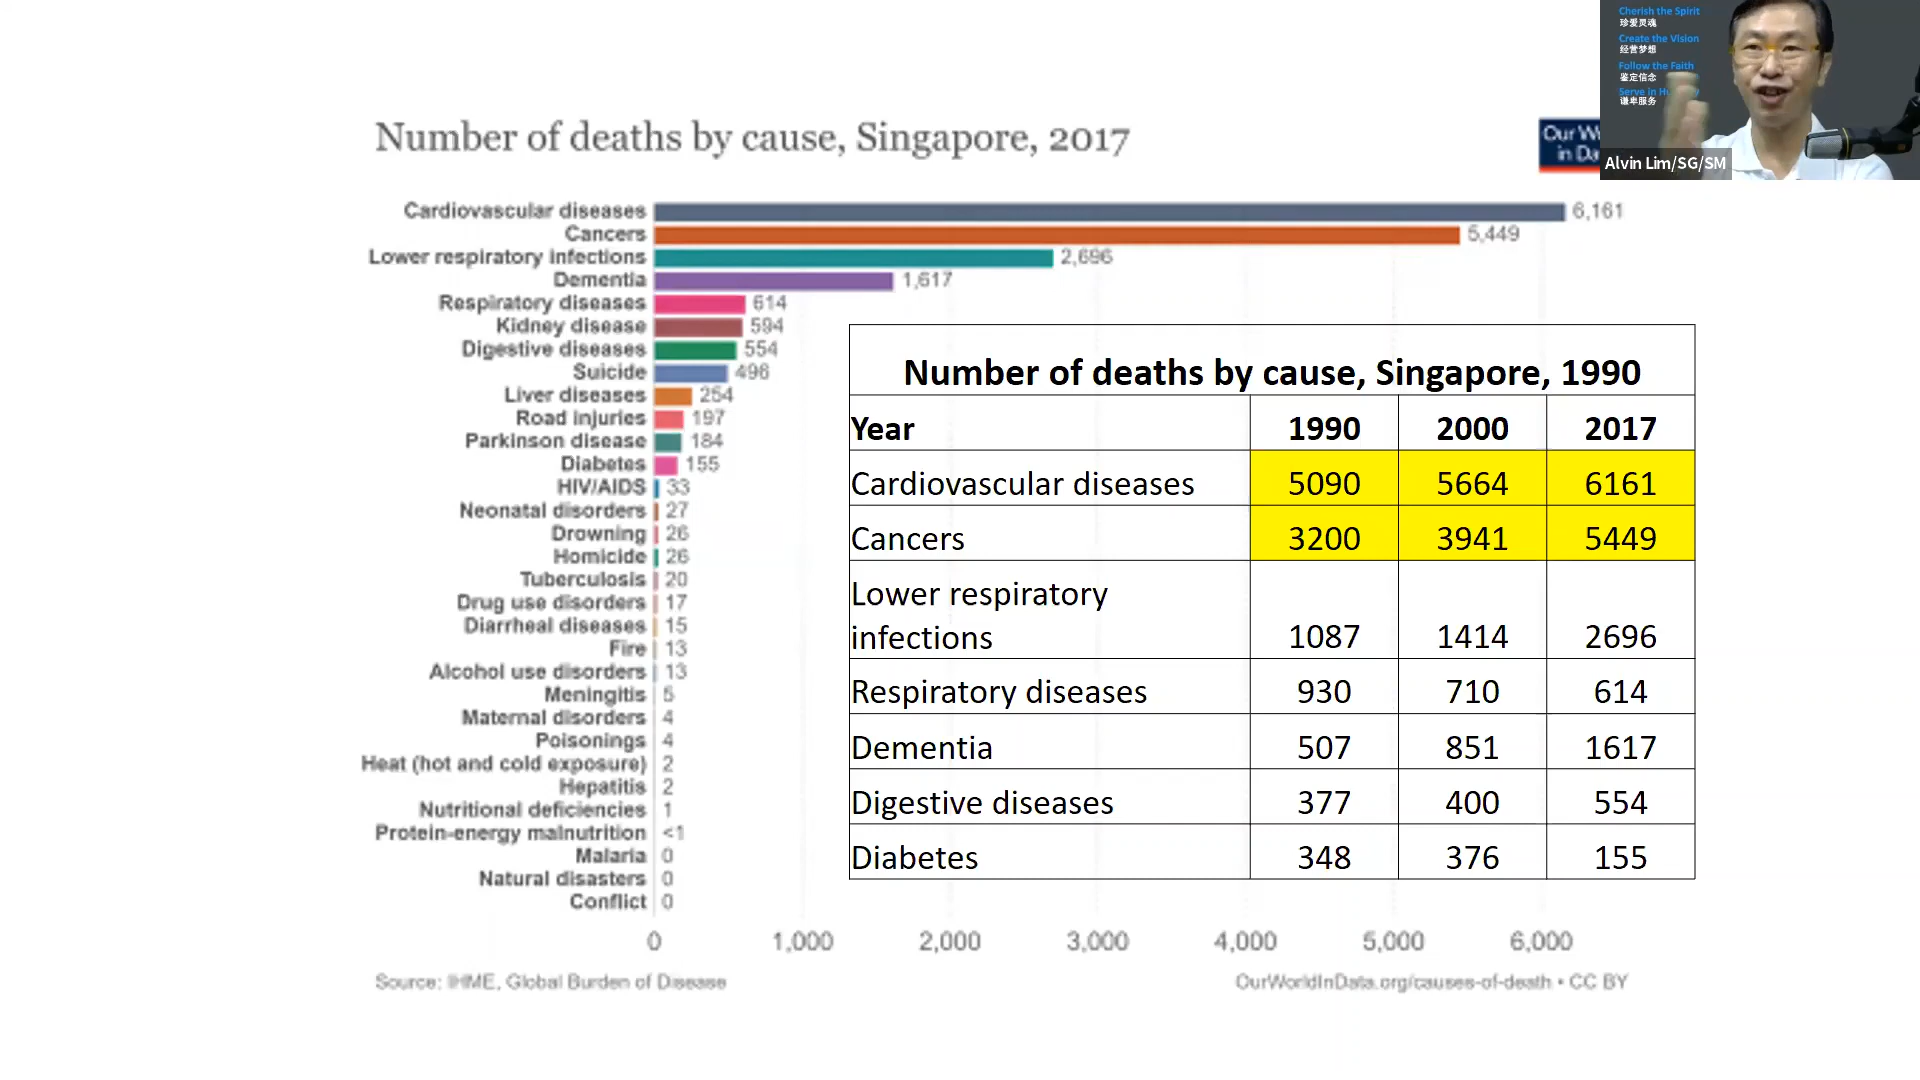 Cherish the Spirit
珍爱灵魂
Create the Vision
经营梦想
Follow the Faith
鉴定信念
Serve in
谦卑服务
Alvin Lim/SG/SM
Number of deaths by cause, Singapore, 2017
Our
in
Cardiovascular diseases 6,161
Cancers 5,449
Lower respiratory infections 2,696
Dementia 1,617
Respiratory diseases 614
Kidney disease 594
Digestive diseases 554
Suicide 496
Liver diseases 254
Road injuries 197
Parkinson disease 184
Diabetes 155
HIV/AIDS 33
Neonatal disorders 27
Drowning 26
Homicide 26
Tuberculosis 20
Drug use disorders 17
Diarrheal diseases 15
Fire 13
Alcohol use disorders 13
Meningitis 5
Maternal disorders 4
Poisonings 4
Heat (hot and cold exposure) 2
Hepatitis 2
Nutritional deficiencies 1
Protein-energy malnutrition <1
Malaria 0
Natural disasters 0
Conflict 0
0 1,000 2,000 3,000 4,000 5,000 6,000
Source: IHME, Global Burden of Disease
OurWorldInData.org/causes-of-death • CC BY
Number of deaths by cause, Singapore, 1990
Year 1990 2000 2017
Cardiovascular diseases 5090 5664 6161
Cancers 3200 3941 5449
Lower respiratory
infections 1087 1414 2696
Respiratory diseases 930 710 614
Dementia 507 851 1617
Digestive diseases 377 400 554
Diabetes 348 376 155